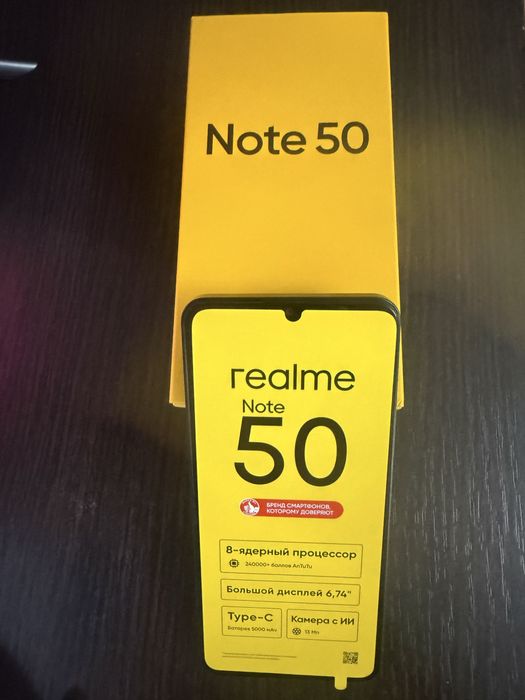 Note 50
realme
Note
50
БРЕНД СМАРТФОНОВ,
КОТОРОМУ ДОВЕРЯЮТ
8-ядерный процессор
240000+ баллов AnTuTu
Большой дисплей 6,74"
Type-C
Батарея 5000 мАч
Камера с ИИ
13 Мп